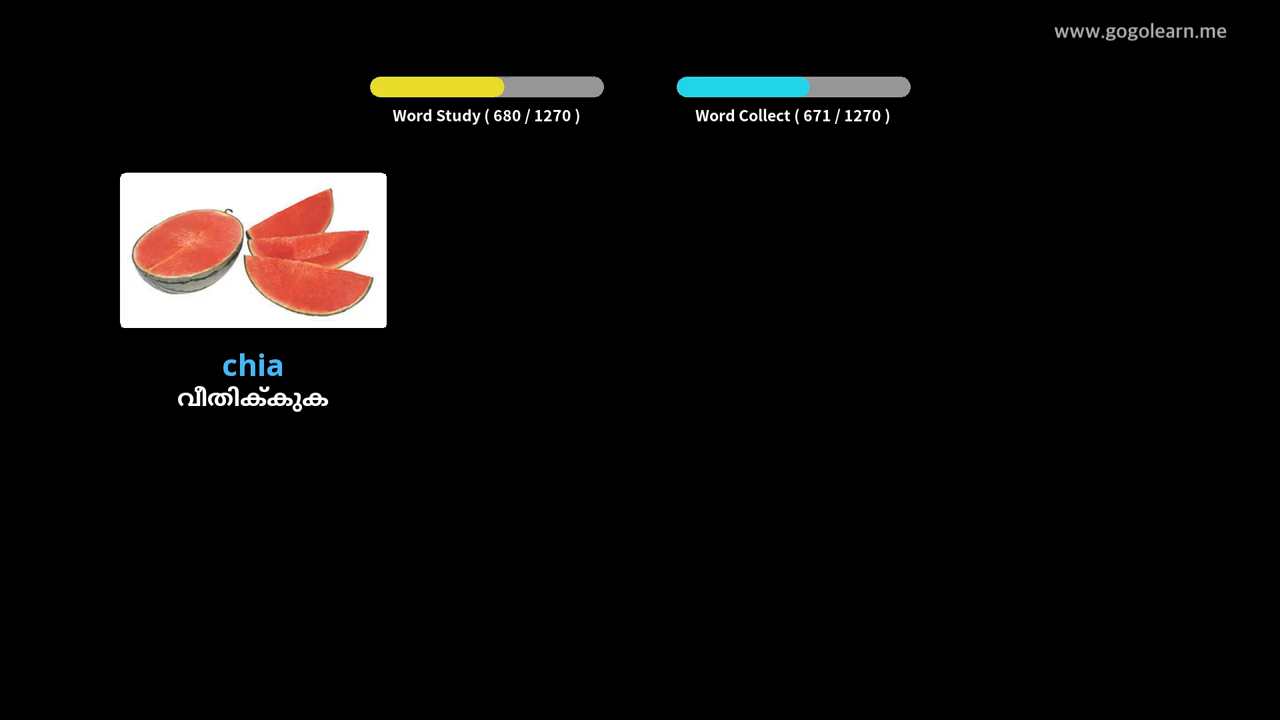 www.gogolearn.me
Word Study ( 680 / 1270 )
Word Collect ( 671 / 1270 )
chia
വീതിക്കുക